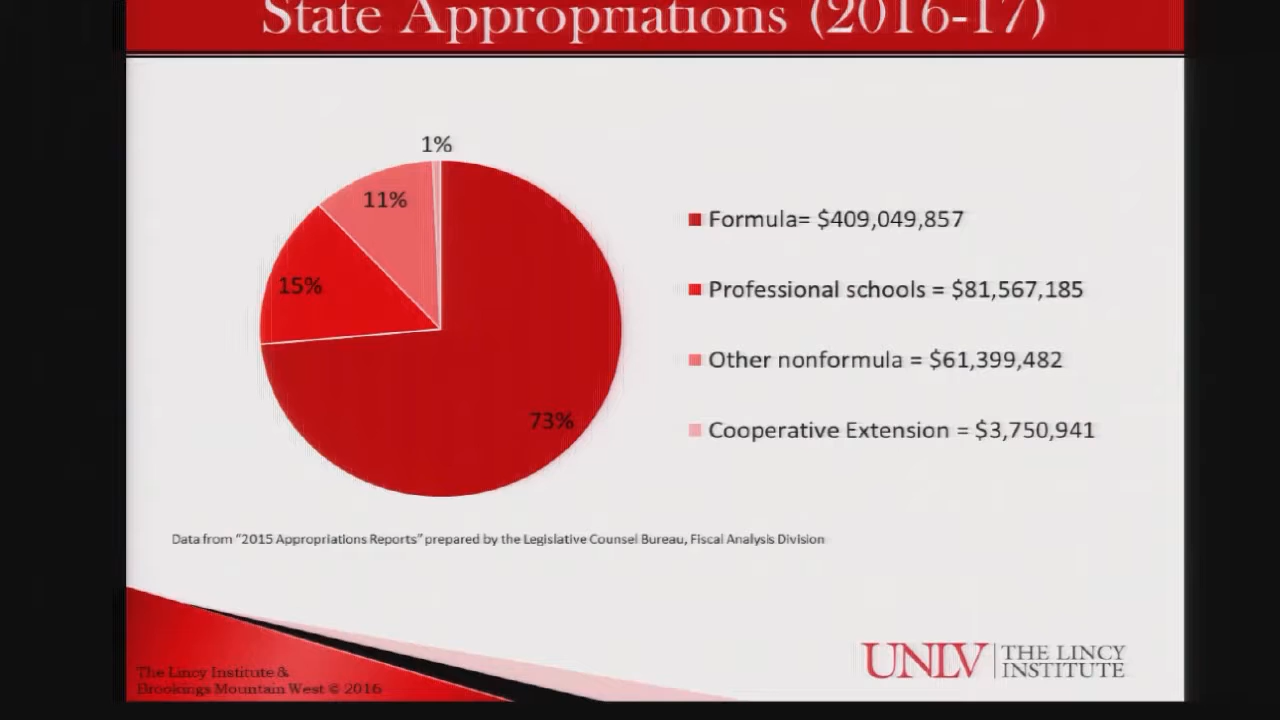 State Appropriations (2016-17)
1%
11%
15%
73%
Formula= $409,049,857
Professional schools = $81,567,185
Other nonformula = $61,399,482
Cooperative Extension = $3,750,941
Data from "2015 Appropriations Reports" prepared by the Legislative Counsel Bureau, Fiscal Analysis Division
The Lincy Institute &
Brookings Mountain West © 2016
UNLV THE LINCY
INSTITUTE